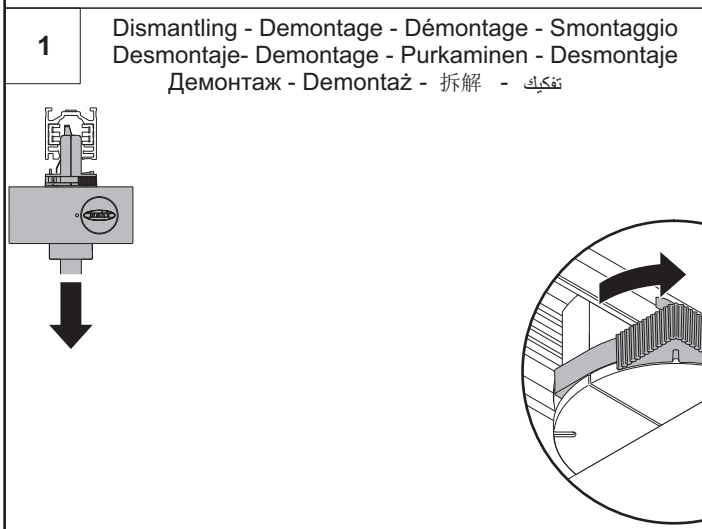 1
Dismantling - Demontage - Démontage - Smontaggio
Desmontaje- Demontage - Purkaminen - Desmontaje
Демонтаж - Demontaż - 拆解 - تفكيك